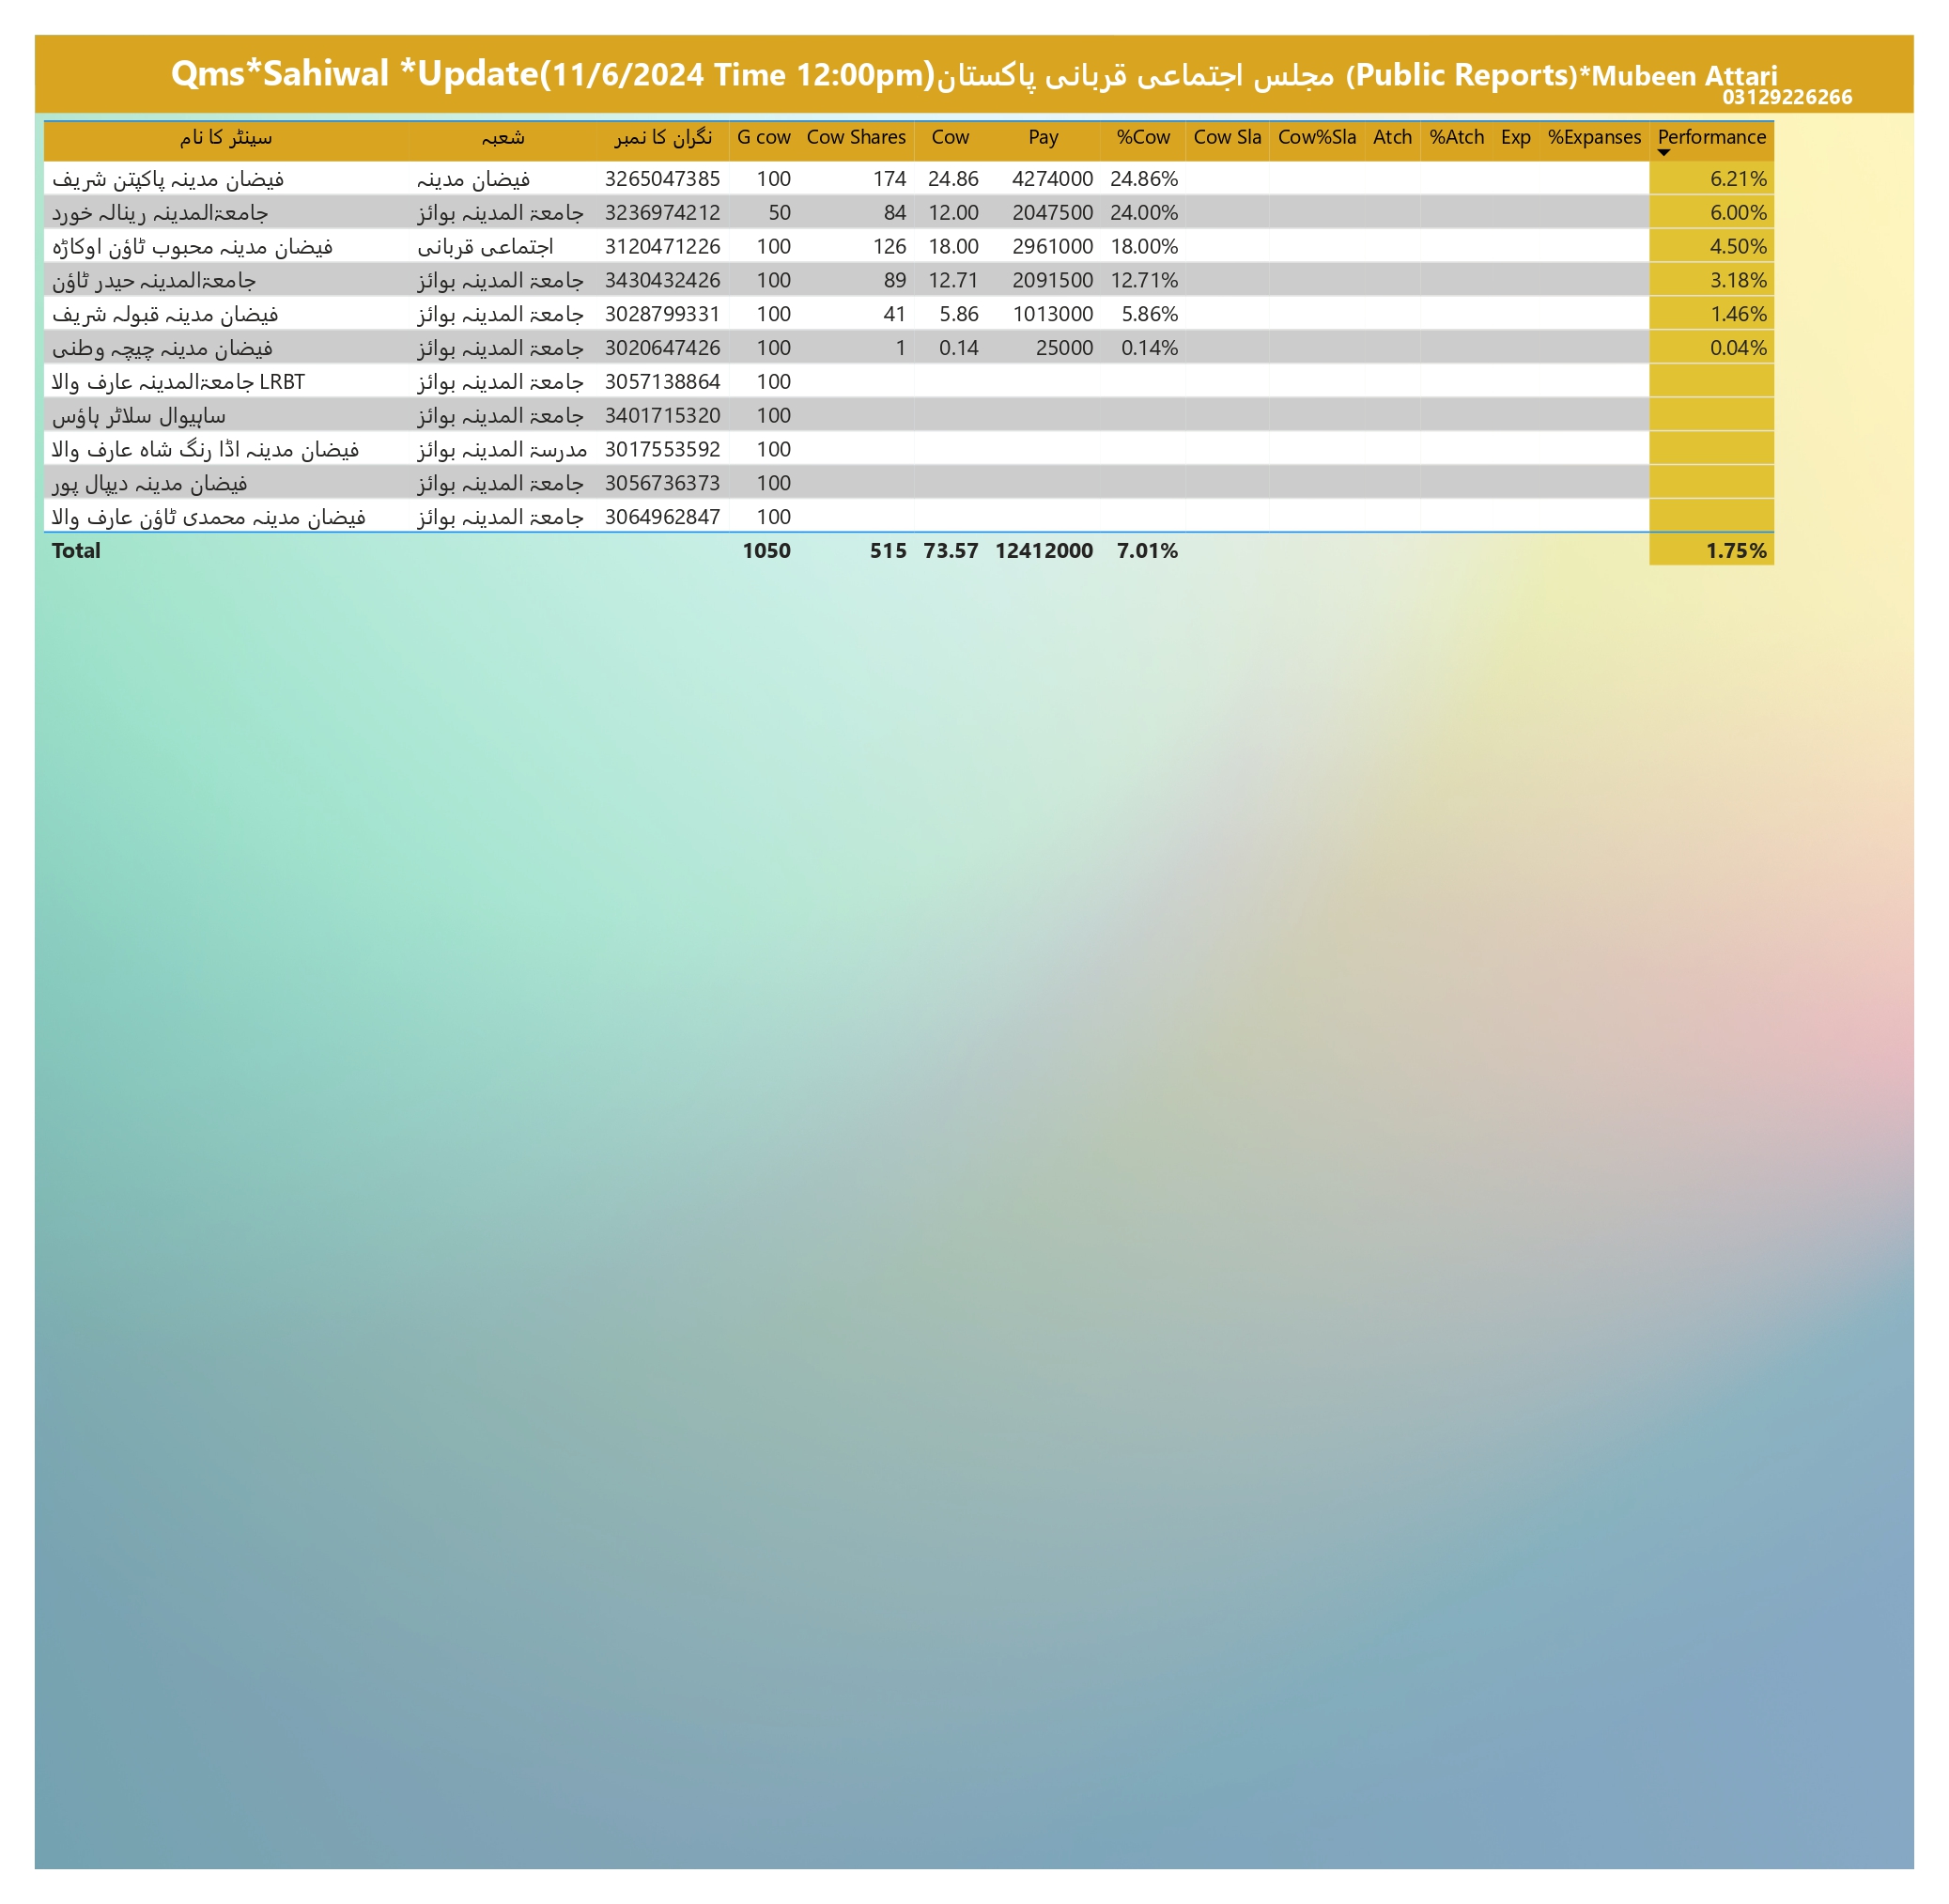 Qms*Sahiwal *Update(11/6/2024 Time 12:00pm)مجلس اجتماعی قربانی پاکستان (Public Reports)*Mubeen Attari
03129226266
سینٹر کا نام شعبہ نگران کا نمبر G cow Cow Shares Cow Pay %Cow Cow Sla Cow%Sla Atch %Atch Exp %Expanses Performance
فیضان مدینہ پاکپتن شریف فیضان مدینہ 3265047385 100 174 24.86 4274000 24.86% 6.21%
جامعۃالمدینہ رینالہ خورد جامعۃ المدینہ بوائز 3236974212 50 84 12.00 2047500 24.00% 6.00%
فیضان مدینہ محبوب ٹاؤن اوکاڑہ اجتماعی قربانی 3120471226 100 126 18.00 2961000 18.00% 4.50%
جامعۃالمدینہ حیدر ٹاؤن جامعۃ المدینہ بوائز 3430432426 100 89 12.71 2091500 12.71% 3.18%
فیضان مدینہ قبولہ شریف جامعۃ المدینہ بوائز 3028799331 100 41 5.86 1013000 5.86% 1.46%
فیضان مدینہ چیچہ وطنی جامعۃ المدینہ بوائز 3020647426 100 1 0.14 25000 0.14% 0.04%
جامعۃالمدینہ عارف والا LRBT جامعۃ المدینہ بوائز 3057138864 100
ساہیوال سلاٹر ہاؤس جامعۃ المدینہ بوائز 3401715320 100
فیضان مدینہ اڈا رنگ شاہ عارف والا مدرسۃ المدینہ بوائز 3017553592 100
فیضان مدینہ دیپال پور جامعۃ المدینہ بوائز 3056736373 100
فیضان مدینہ محمدی ٹاؤن عارف والا جامعۃ المدینہ بوائز 3064962847 100
Total 1050 515 73.57 12412000 7.01% 1.75%